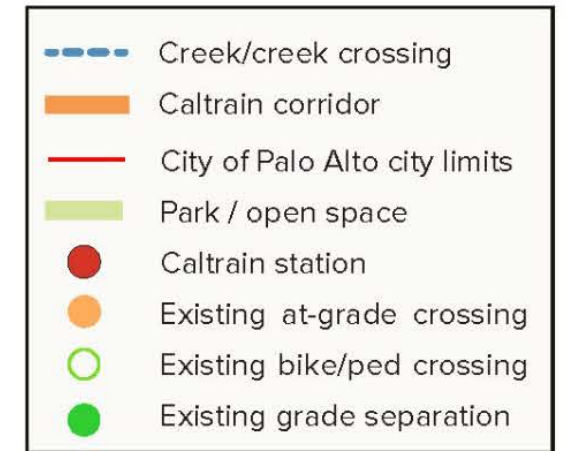 Creek/creek crossing
Caltrain corridor
City of Palo Alto city limits
Park / open space
Caltrain station
Existing at-grade crossing
Existing bike/ped crossing
Existing grade separation